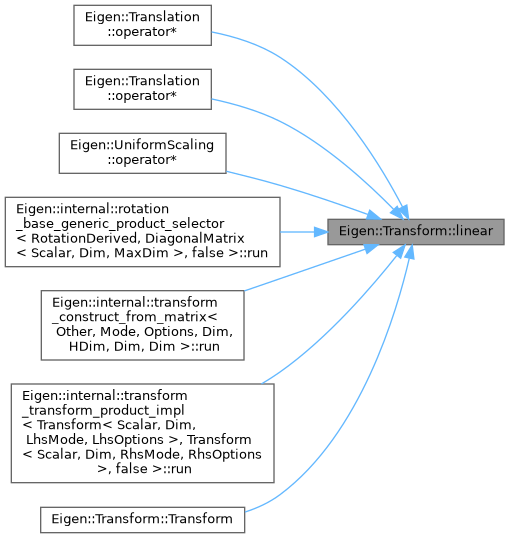 Eigen::Translation
::operator*
Eigen::Translation
::operator*
Eigen::UniformScaling
::operator*
Eigen::internal::rotation
_base_generic_product_selector
< RotationDerived, DiagonalMatrix
< Scalar, Dim, MaxDim >, false >::run
Eigen::Transform::linear
Eigen::internal::transform
_construct_from_matrix<
Other, Mode, Options, Dim,
HDim, Dim, Dim >::run
Eigen::internal::transform
_transform_product_impl
< Transform< Scalar, Dim,
LhsMode, LhsOptions >, Transform
< Scalar, Dim, RhsMode, RhsOptions
>, false >::run
Eigen::Transform::Transform